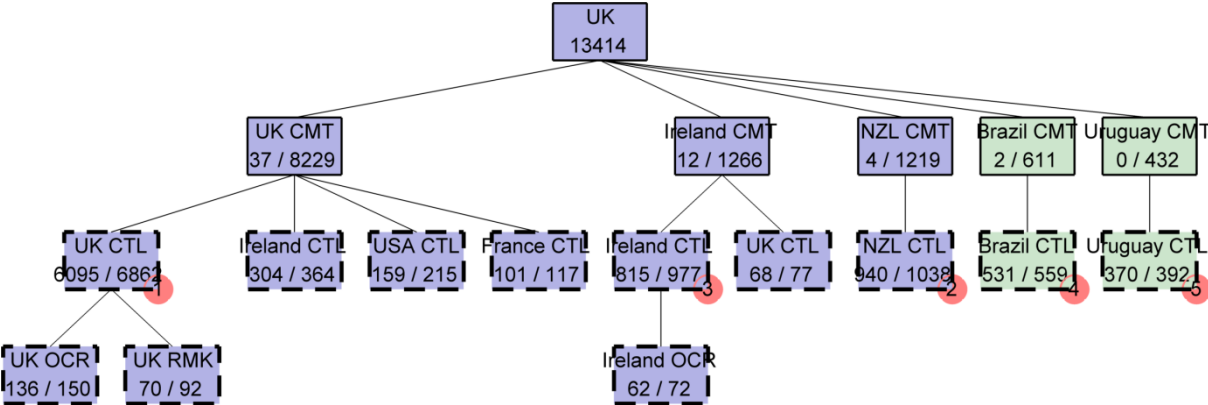 UK
13414
UK CMT
37 / 8229
Ireland CMT
12 / 1266
NZL CMT
4 / 1219
Brazil CMT
2 / 611
Uruguay CMT
0 / 432
UK CTL
6095 / 6862
1
Ireland CTL
304 / 364
USA CTL
159 / 215
France CTL
101 / 117
Ireland CTL
815 / 977
3
UK CTL
68 / 77
NZL CTL
940 / 1038
2
Brazil CTL
531 / 559
4
Uruguay CTL
370 / 392
5
UK OCR
136 / 150
UK RMK
70 / 92
Ireland OCR
62 / 72